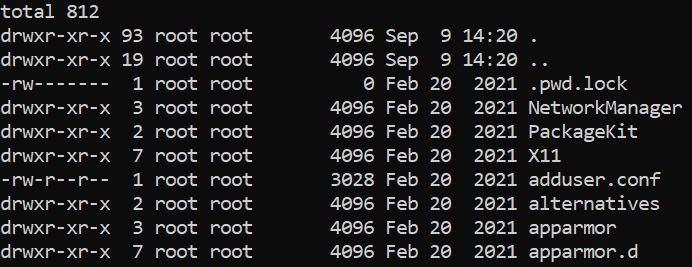 total 812
drwxr-xr-x 93 root root       4096 Sep  9 14:20 .
drwxr-xr-x 19 root root       4096 Sep  9 14:20 ..
-rw-------  1 root root          0 Feb 20  2021 .pwd.lock
drwxr-xr-x  3 root root       4096 Feb 20  2021 NetworkManager
drwxr-xr-x  2 root root       4096 Feb 20  2021 PackageKit
drwxr-xr-x  7 root root       4096 Feb 20  2021 X11
-rw-r--r--  1 root root       3028 Feb 20  2021 adduser.conf
drwxr-xr-x  2 root root       4096 Feb 20  2021 alternatives
drwxr-xr-x  3 root root       4096 Feb 20  2021 apparmor
drwxr-xr-x  7 root root       4096 Feb 20  2021 apparmor.d